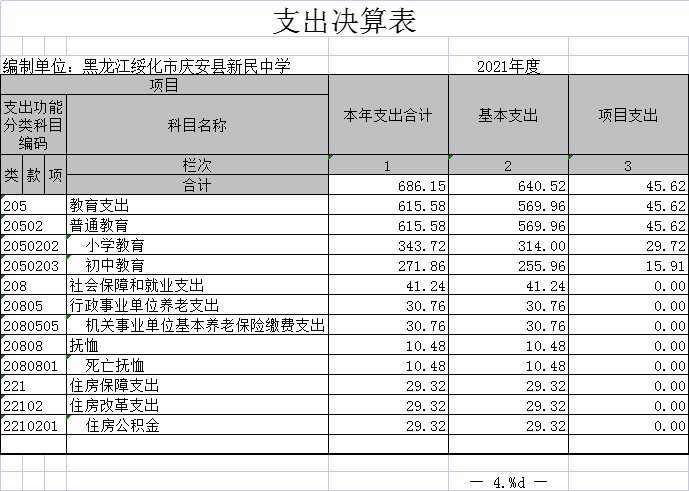 支出决算表
编制单位：黑龙江绥化市庆安县新民中学 2021年度
项目 本年支出合计 基本支出 项目支出
支出功能分类科目编码 科目名称
类 款 项 栏次 1 2 3
合计 686.15 640.52 45.62
205 教育支出 615.58 569.96 45.62
20502 普通教育 615.58 569.96 45.62
2050202 小学教育 343.72 314.00 29.72
2050203 初中教育 271.86 255.96 15.91
208 社会保障和就业支出 41.24 41.24 0.00
20805 行政事业单位养老支出 30.76 30.76 0.00
2080505 机关事业单位基本养老保险缴费支出 30.76 30.76 0.00
20808 抚恤 10.48 10.48 0.00
2080801 死亡抚恤 10.48 10.48 0.00
221 住房保障支出 29.32 29.32 0.00
22102 住房改革支出 29.32 29.32 0.00
2210201 住房公积金 29.32 29.32 0.00
— 4.%d —